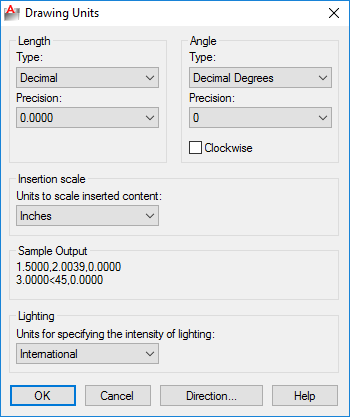 Drawing Units
Length
Type:
Decimal
Precision:
0.0000
Angle
Type:
Decimal Degrees
Precision:
0
Clockwise
Insertion scale
Units to scale inserted content:
Inches
Sample Output
1.5000,2.0039,0.0000
3.0000<45,0.0000
Lighting
Units for specifying the intensity of lighting:
International
OK
Cancel
Direction...
Help